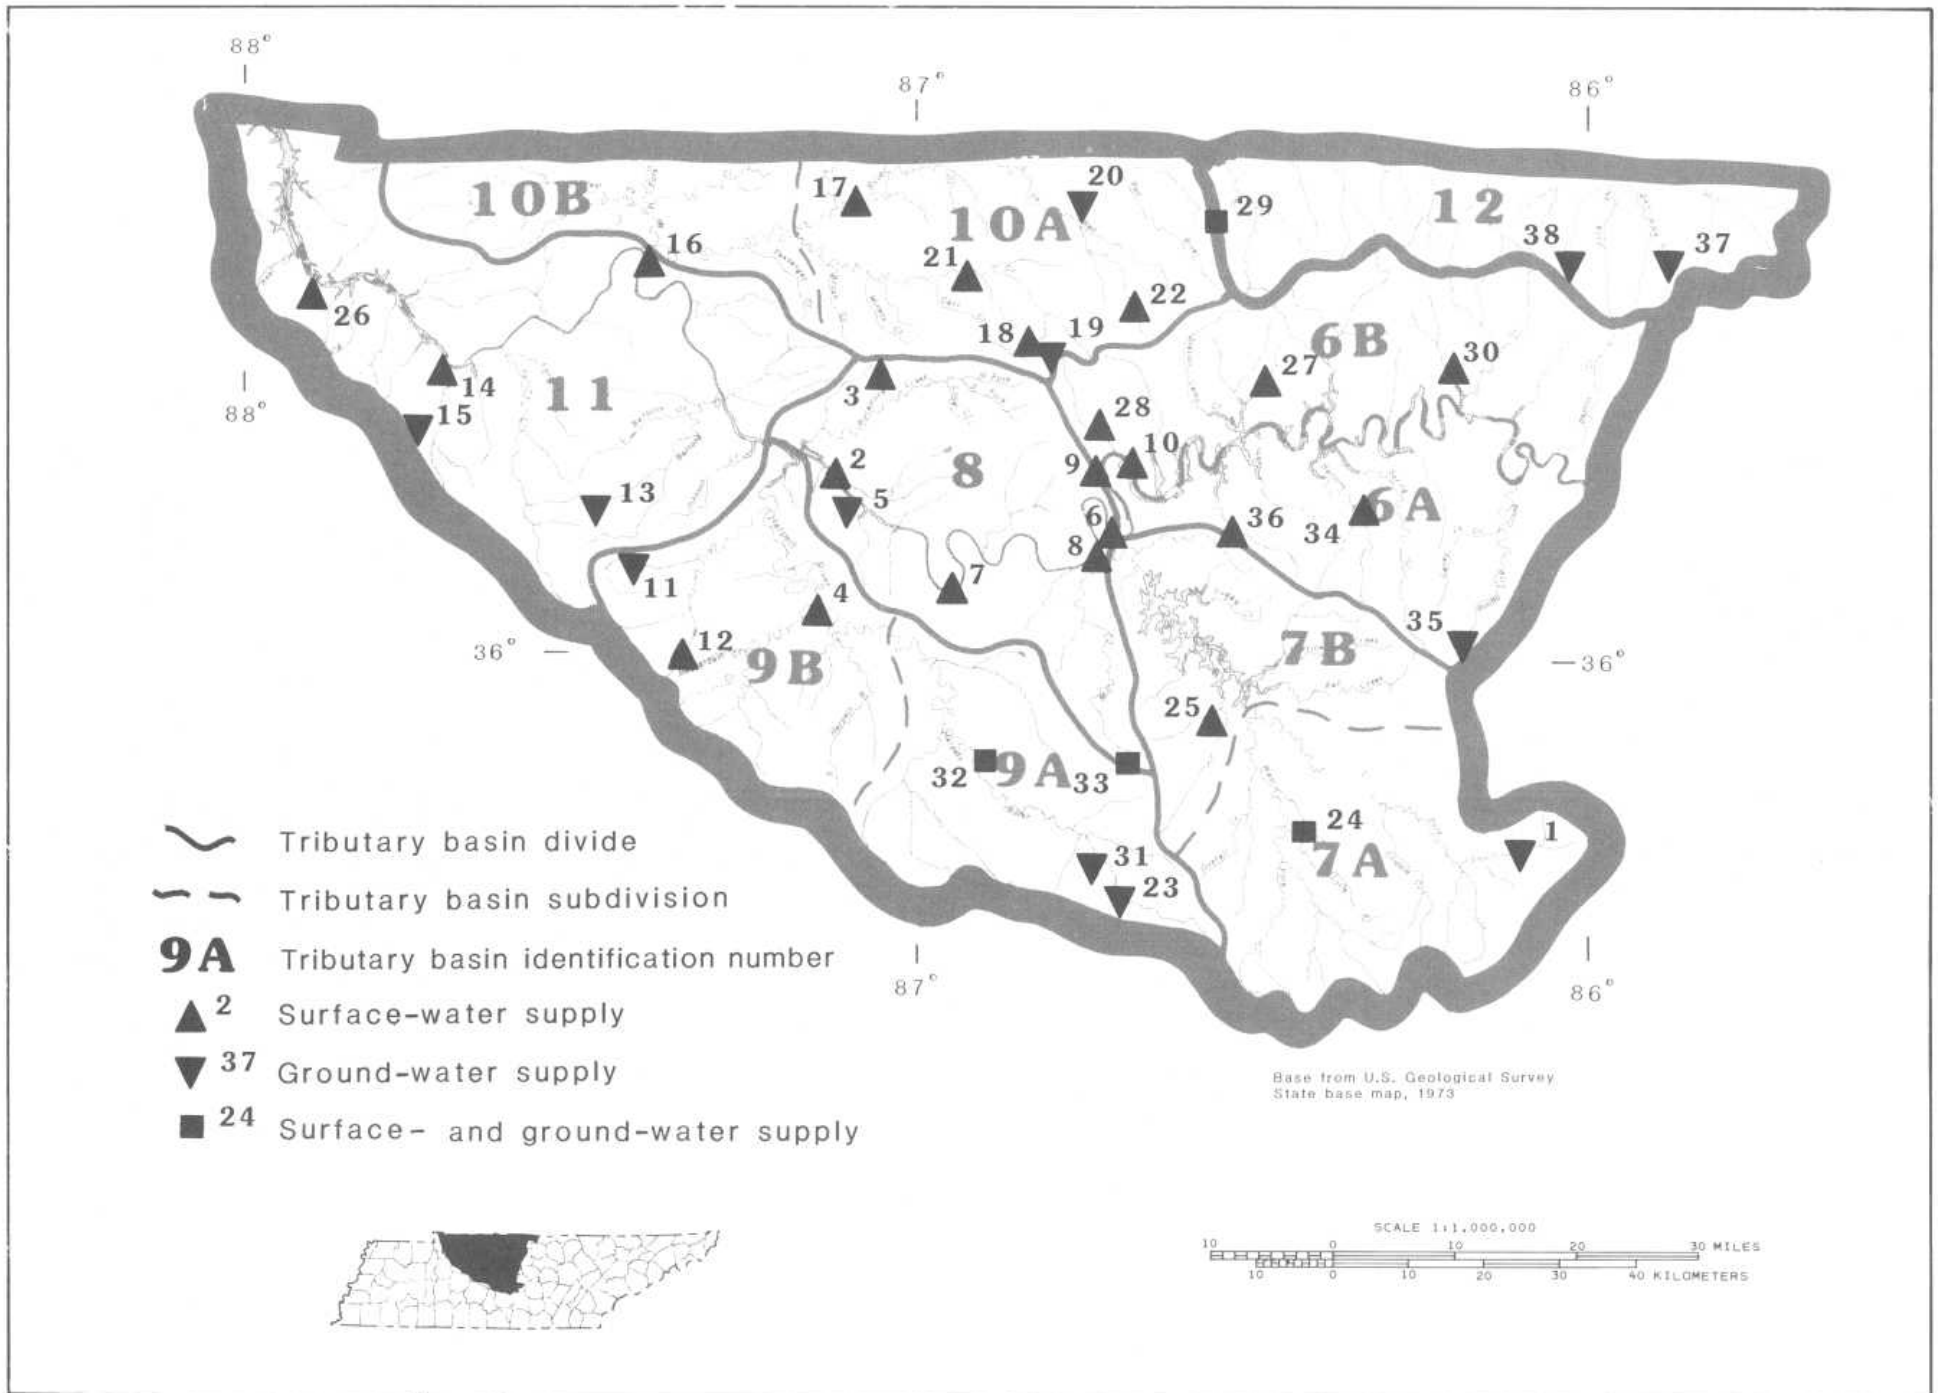 88°
87°
86°
10B
17
20
10A
29
12
38
37
16
21
22
26
18
19
6B
27
30
14
11
3
88°
15
28
10
2
8
9
13
5
6
36
34
6A
8
11
7
4
35
36°
12
9B
7B
36°
25
32
9A
33
24
7A
1
31
23
87°
86°
Tributary basin divide
Tributary basin subdivision
9A Tributary basin identification number
2 Surface-water supply
37 Ground-water supply
24 Surface- and ground-water supply
Base from U.S. Geological Survey
State base map, 1973
SCALE 1:1,000,000
10 0 10 20 30 MILES
10 0 10 20 30 40 KILOMETERS